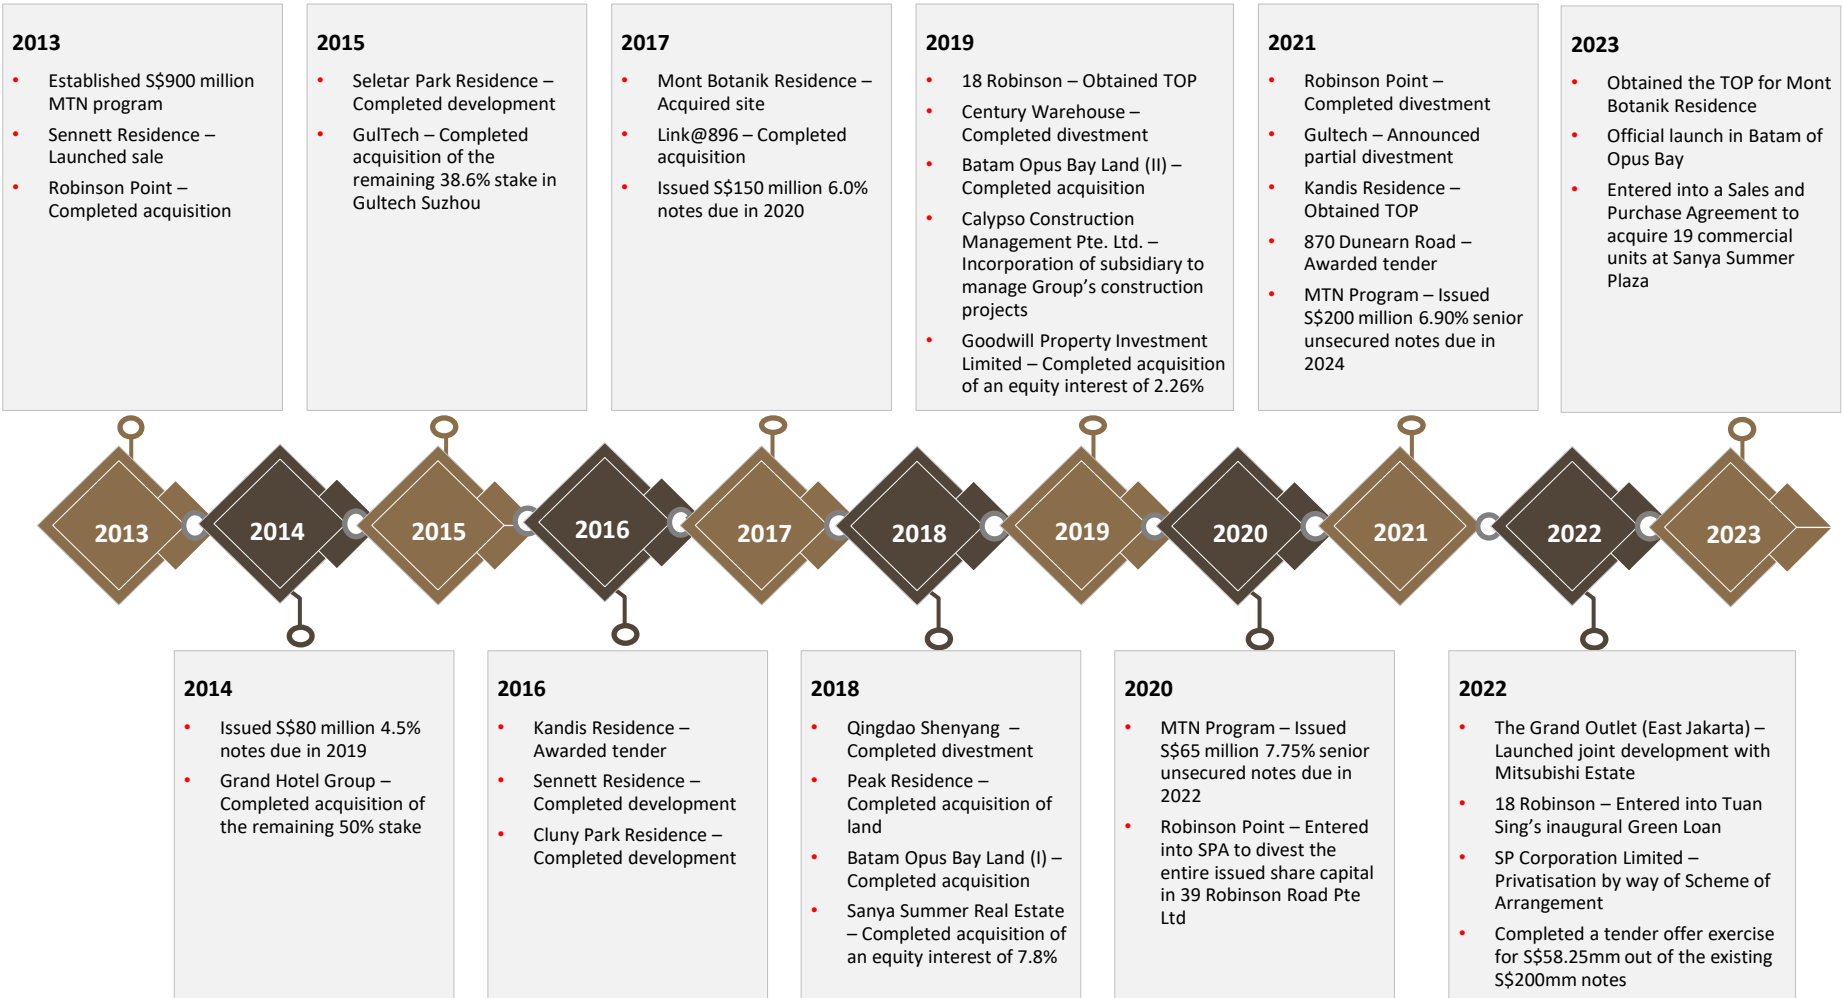 2013
• Established S$900 million
MTN program
• Sennett Residence –
Launched sale
• Robinson Point –
Completed acquisition
2015
• Seletar Park Residence –
Completed development
• GulTech – Completed
acquisition of the
remaining 38.6% stake in
Gultech Suzhou
2017
• Mont Botanik Residence –
Acquired site
• Link@896 – Completed
acquisition
• Issued S$150 million 6.0%
notes due in 2020
2019
• 18 Robinson – Obtained TOP
• Century Warehouse –
Completed divestment
• Batam Opus Bay Land (II) –
Completed acquisition
• Calypso Construction
Management Pte. Ltd. –
Incorporation of subsidiary to
manage Group’s construction
projects
• Goodwill Property Investment
Limited – Completed acquisition
of an equity interest of 2.26%
2021
• Robinson Point –
Completed divestment
• Gultech – Announced
partial divestment
• Kandis Residence –
Obtained TOP
• 870 Dunearn Road –
Awarded tender
• MTN Program – Issued
S$200 million 6.90% senior
unsecured notes due in
2024
2023
• Obtained the TOP for Mont
Botanik Residence
• Official launch in Batam of
Opus Bay
• Entered into a Sales and
Purchase Agreement to
acquire 19 commercial
units at Sanya Summer
Plaza
2013
2014
2015
2016
2017
2018
2019
2020
2021
2022
2023
2014
• Issued S$80 million 4.5%
notes due in 2019
• Grand Hotel Group –
Completed acquisition of
the remaining 50% stake
2016
• Kandis Residence –
Awarded tender
• Sennett Residence –
Completed development
• Cluny Park Residence –
Completed development
2018
• Qingdao Shenyang –
Completed divestment
• Peak Residence –
Completed acquisition of
land
• Batam Opus Bay Land (I) –
Completed acquisition
• Sanya Summer Real Estate
– Completed acquisition of
an equity interest of 7.8%
2020
• MTN Program – Issued
S$65 million 7.75% senior
unsecured notes due in
2022
• Robinson Point – Entered
into SPA to divest the
entire issued share capital
in 39 Robinson Road Pte
Ltd
2022
• The Grand Outlet (East Jakarta) –
Launched joint development with
Mitsubishi Estate
• 18 Robinson – Entered into Tuan
Sing’s inaugural Green Loan
• SP Corporation Limited –
Privatisation by way of Scheme of
Arrangement
• Completed a tender offer exercise
for S$58.25mm out of the existing
S$200mm notes